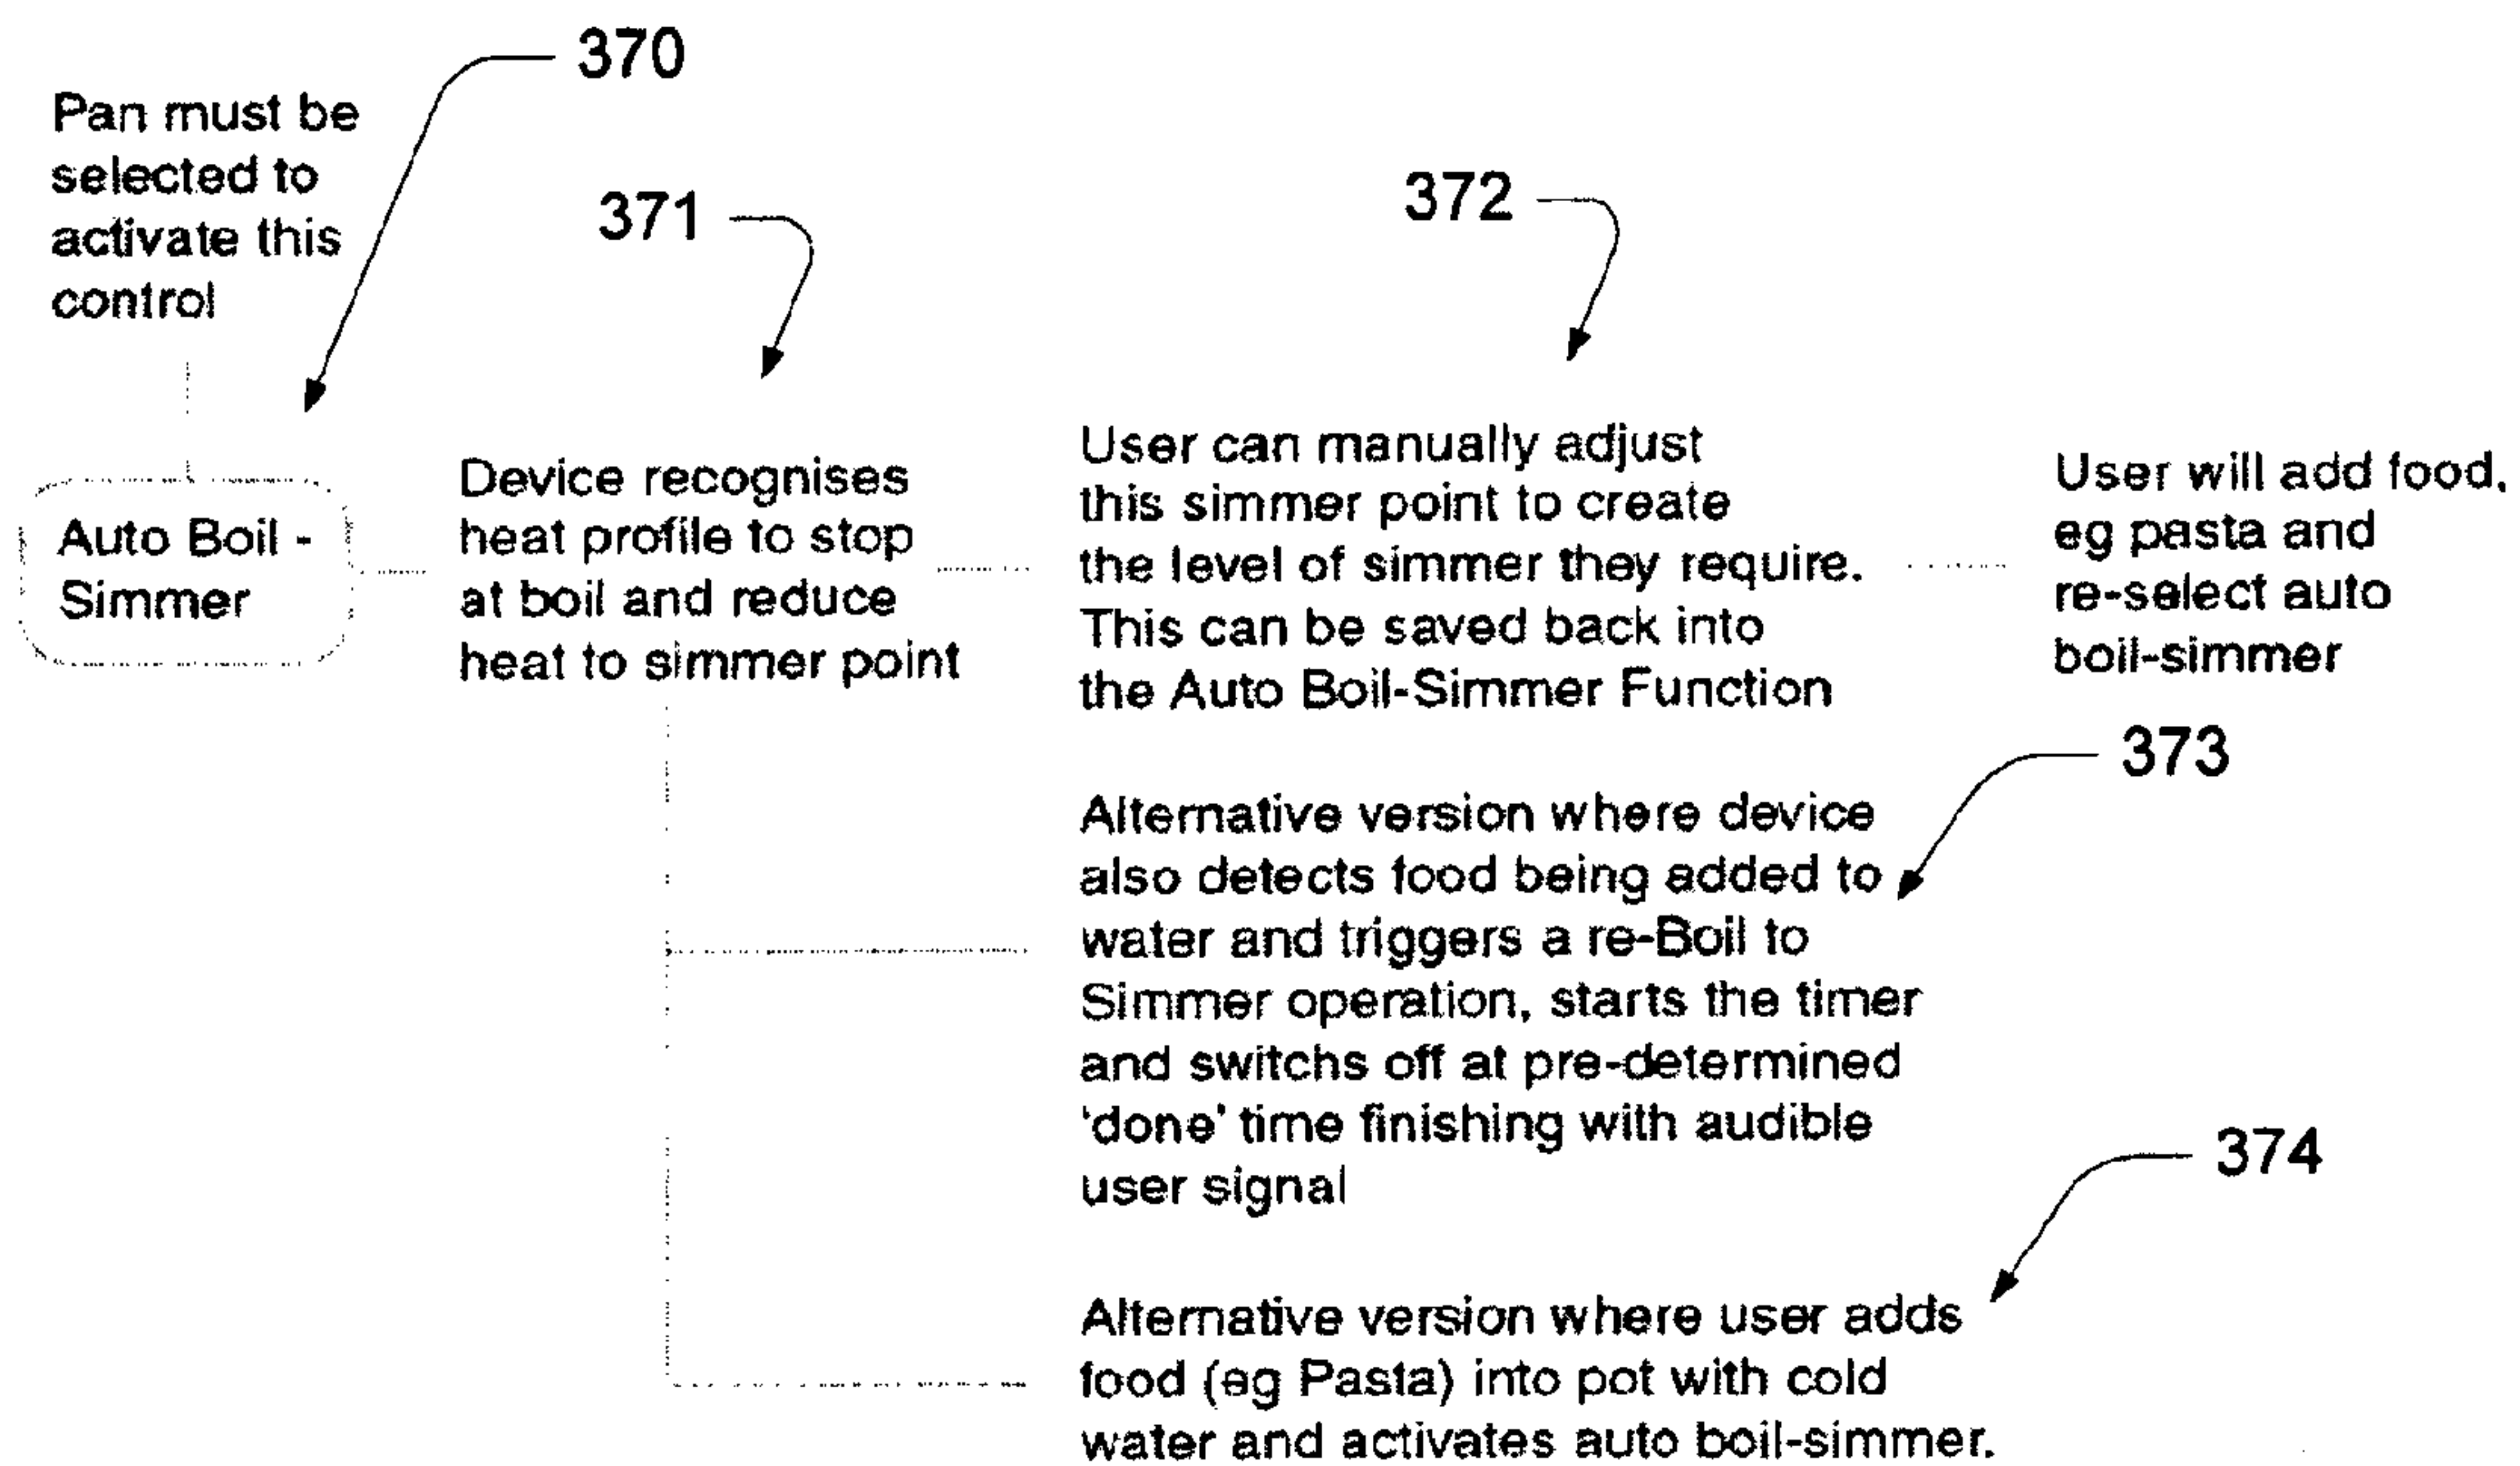 370
Pan must be
selected to
activate this
control
371
372
Auto Boil -
Simmer
Device recognises
heat profile to stop
at boil and reduce
heat to simmer point
User can manually adjust
this simmer point to create
the level of simmer they require.
This can be saved back into
the Auto Boil-Simmer Function
User will add food,
eg pasta and
re-select auto
boil-simmer
373
Alternative version where device
also detects food being added to
water and triggers a re-Boil to
Simmer operation, starts the timer
and switchs off at pre-determined
‘done’ time finishing with audible
user signal
374
Alternative version where user adds
food (eg Pasta) into pot with cold
water and activates auto boil-simmer.